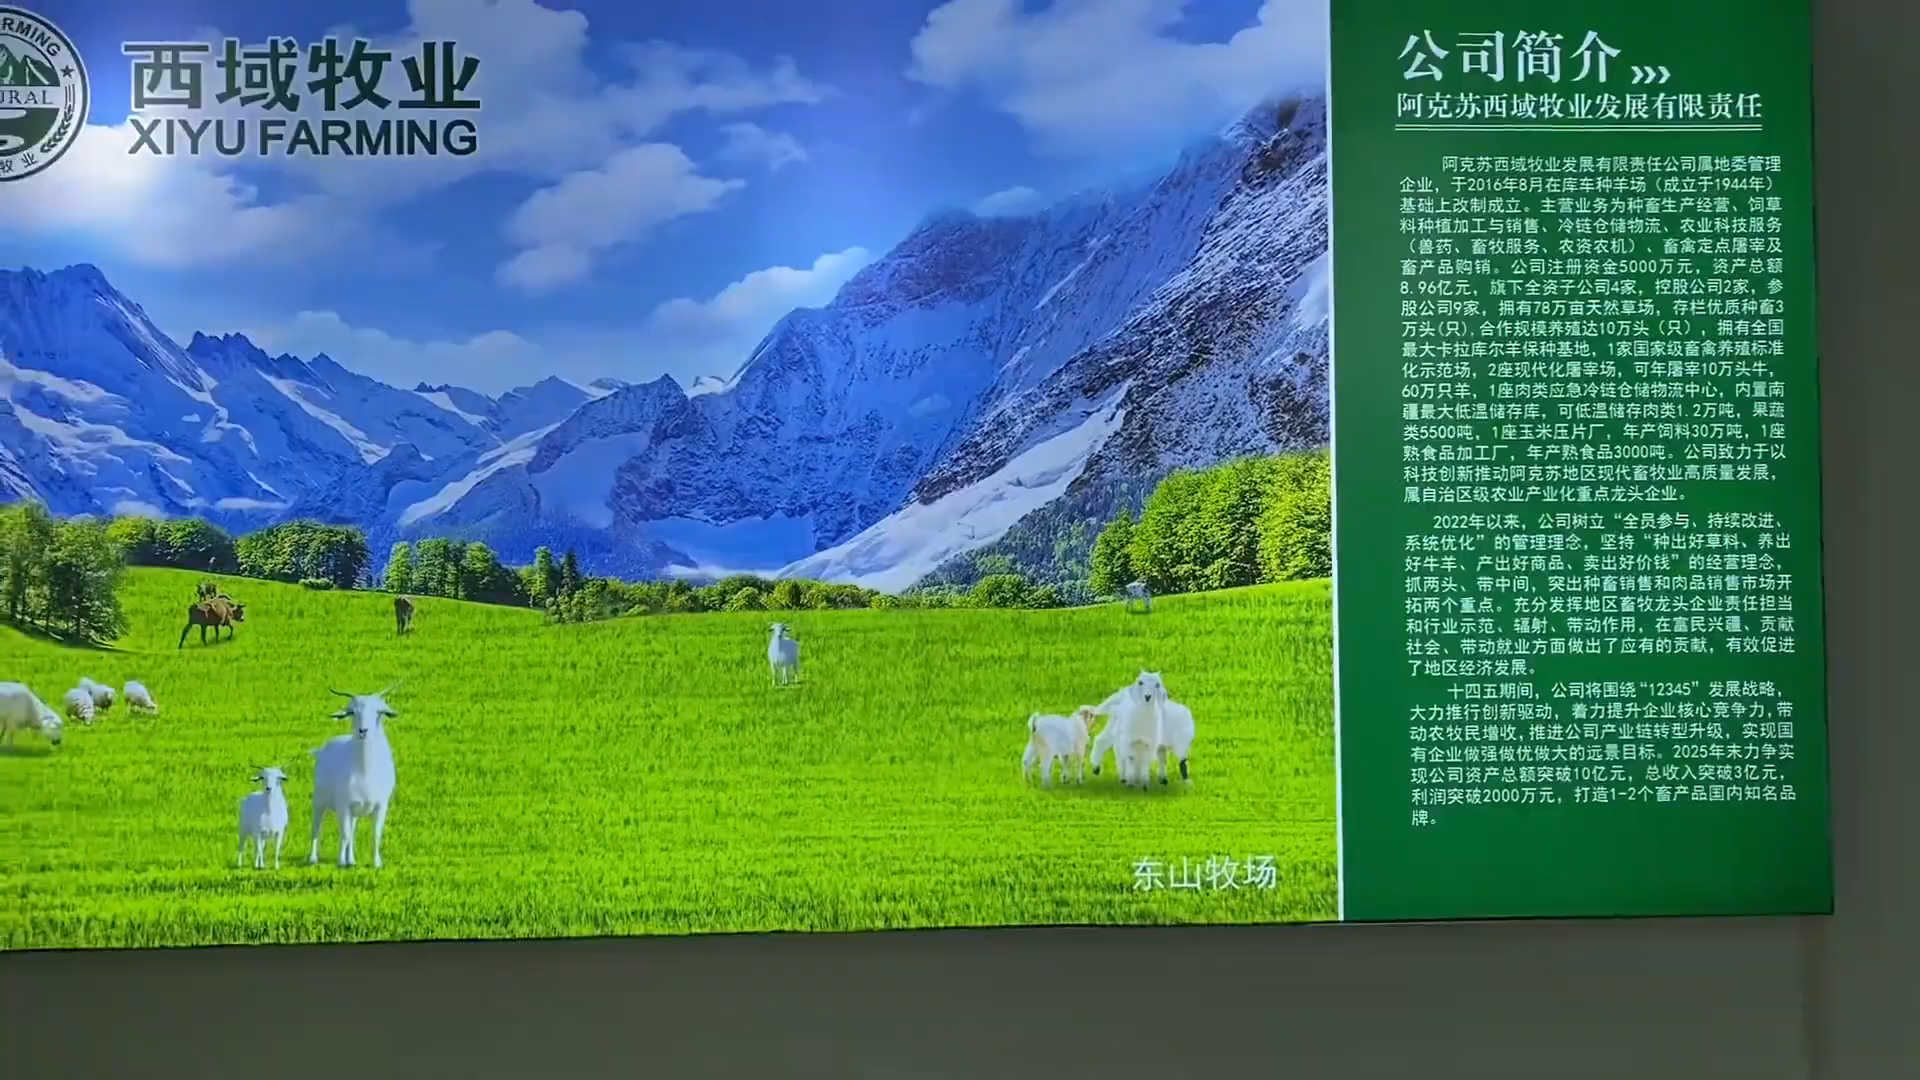 FARMING
URAL
牧业
西域牧业
XIYU FARMING
东山牧场
公司简介
阿克苏西域牧业发展有限责任
阿克苏西域牧业发展有限责任公司属地委管理
企业，于2016年8月在库车种羊场（成立于1944年）
基础上改制成立。主营业务为种畜生产经营、饲草
料种植加工与销售、冷链仓储物流、农业科技服务
（兽药、畜牧服务、农资农机）、畜禽定点屠宰及
畜产品购销。公司注册资金5000万元，资产总额
8.96亿元，旗下全资子公司4家，控股公司2家，参
股公司9家，拥有78万亩天然草场，存栏优质种畜3
万头(只),合作规模养殖达10万头（只），拥有全国
最大卡拉库尔羊保种基地，1家国家级畜禽养殖标准
化示范场，2座现代化屠宰场，可年屠宰10万头牛，
60万只羊，1座肉类应急冷链仓储物流中心，内置南
疆最大低温储存库，可低温储存肉类1.2万吨，果蔬
类5500吨，1座玉米压片厂，年产饲料30万吨，1座
熟食品加工厂，年产熟食品3000吨。公司致力于以
科技创新推动阿克苏地区现代畜牧业高质量发展，
属自治区级农业产业化重点龙头企业。
2022年以来，公司树立“全员参与、持续改进、
系统优化”的管理理念，坚持“种出好草料、养出
好牛羊、产出好商品、卖出好价钱”的经营理念，
抓两头、带中间，突出种畜销售和肉品销售市场开
拓两个重点。充分发挥地区畜牧龙头企业责任担当
和行业示范、辐射、带动作用，在富民兴疆、贡献
社会、带动就业方面做出了应有的贡献，有效促进
了地区经济发展。
十四五期间，公司将围绕“12345”发展战略，
大力推行创新驱动，着力提升企业核心竞争力,带
动农牧民增收,推进公司产业链转型升级，实现国
有企业做强做优做大的远景目标。2025年末力争实
现公司资产总额突破10亿元，总收入突破3亿元，
利润突破2000万元，打造1-2个畜产品国内知名品
牌。